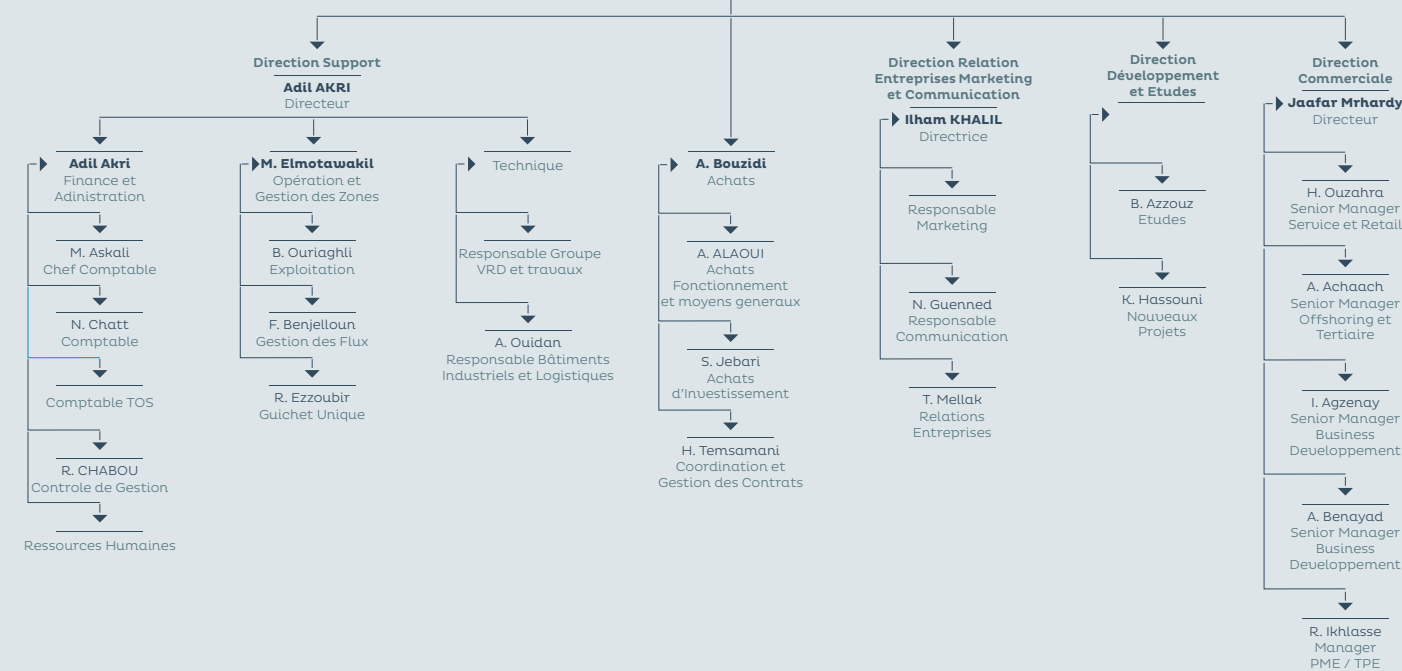 Direction Support
Adil AKRI
Directeur
Adil Akri
Finance et
Adinistration
M. Askali
Chef Comptable
N. Chatt
Comptable
Comptable TOS
R. CHABOU
Controle de Gestion
Ressources Humaines
M. Elmotawakil
Opération et
Gestion des Zones
B. Ouriaghli
Exploitation
F. Benjelloun
Gestion des Flux
R. Ezzoubir
Guichet Unique
Technique
Responsable Groupe
VRD et travaux
A. Ouidan
Responsable Bâtiments
Industriels et Logistiques
A. Bouzidi
Achats
A. ALAOUI
Achats
Fonctionnement
et moyens generaux
S. Jebari
Achats
d'Investissement
H. Temsamani
Coordination et
Gestion des Contrats
Direction Relation
Entreprises Marketing
et Communication
Ilham KHALIL
Directrice
Responsable
Marketing
N. Guenned
Responsable
Communication
T. Mellak
Relations
Entreprises
Direction
Développement
et Etudes
B. Azzouz
Etudes
K. Hassouni
Nouveaux
Projets
Direction
Commerciale
Jaafar Mrhardy
Directeur
H. Ouzahra
Senior Manager
Service et Retail
A. Achaach
Senior Manager
Offshoring et
Tertiaire
I. Agzenay
Senior Manager
Business
Developpement
A. Benayad
Senior Manager
Business
Developpement
R. Ikhlasse
Manager
PME / TPE